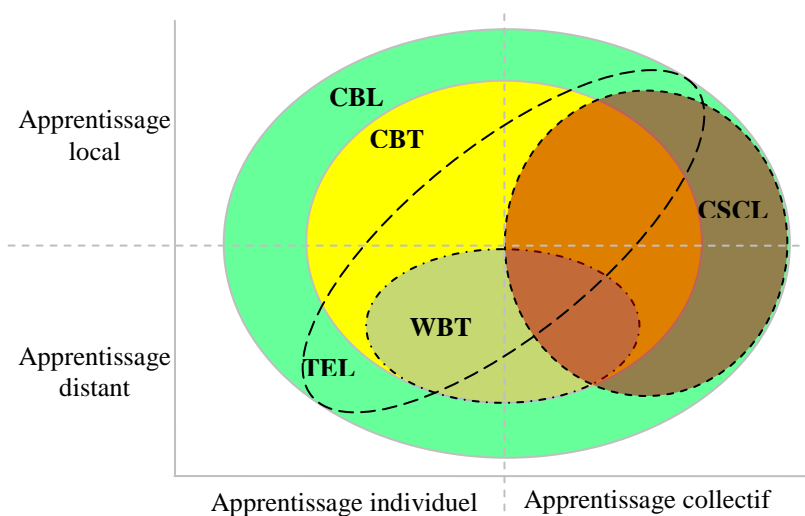 CBL
Apprentissage
local
CBT
CSCL
WBT
Apprentissage
distant
TEL
Apprentissage individuel
Apprentissage collectif